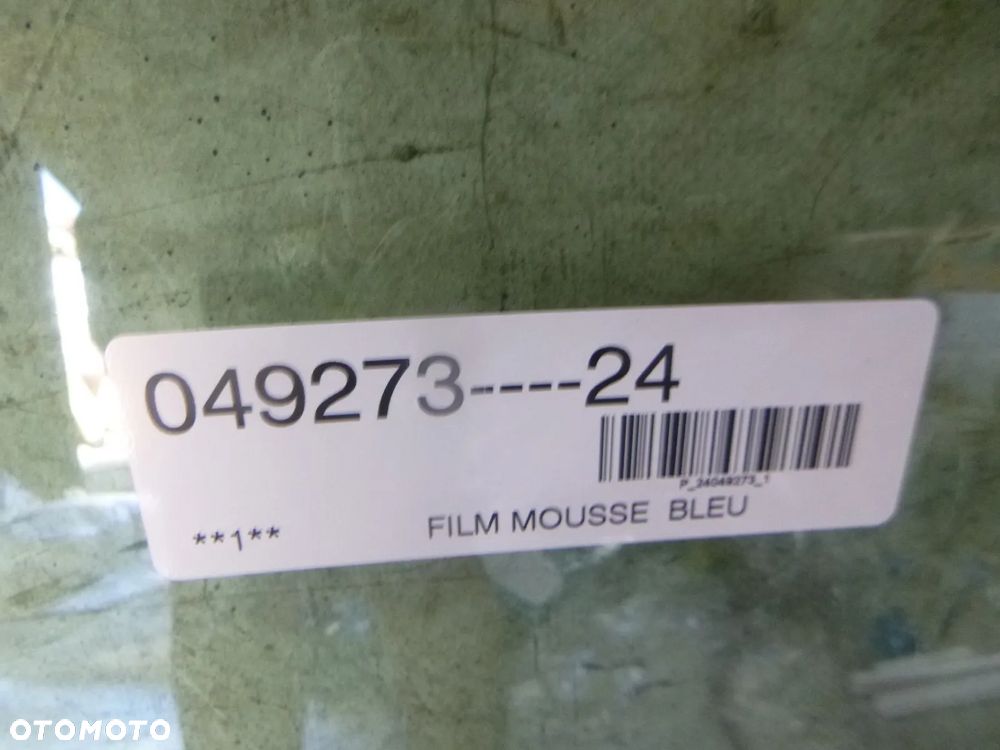 049273----24
P_24049273_1
**1** FILM MOUSSE BLEU
OTOMOTO